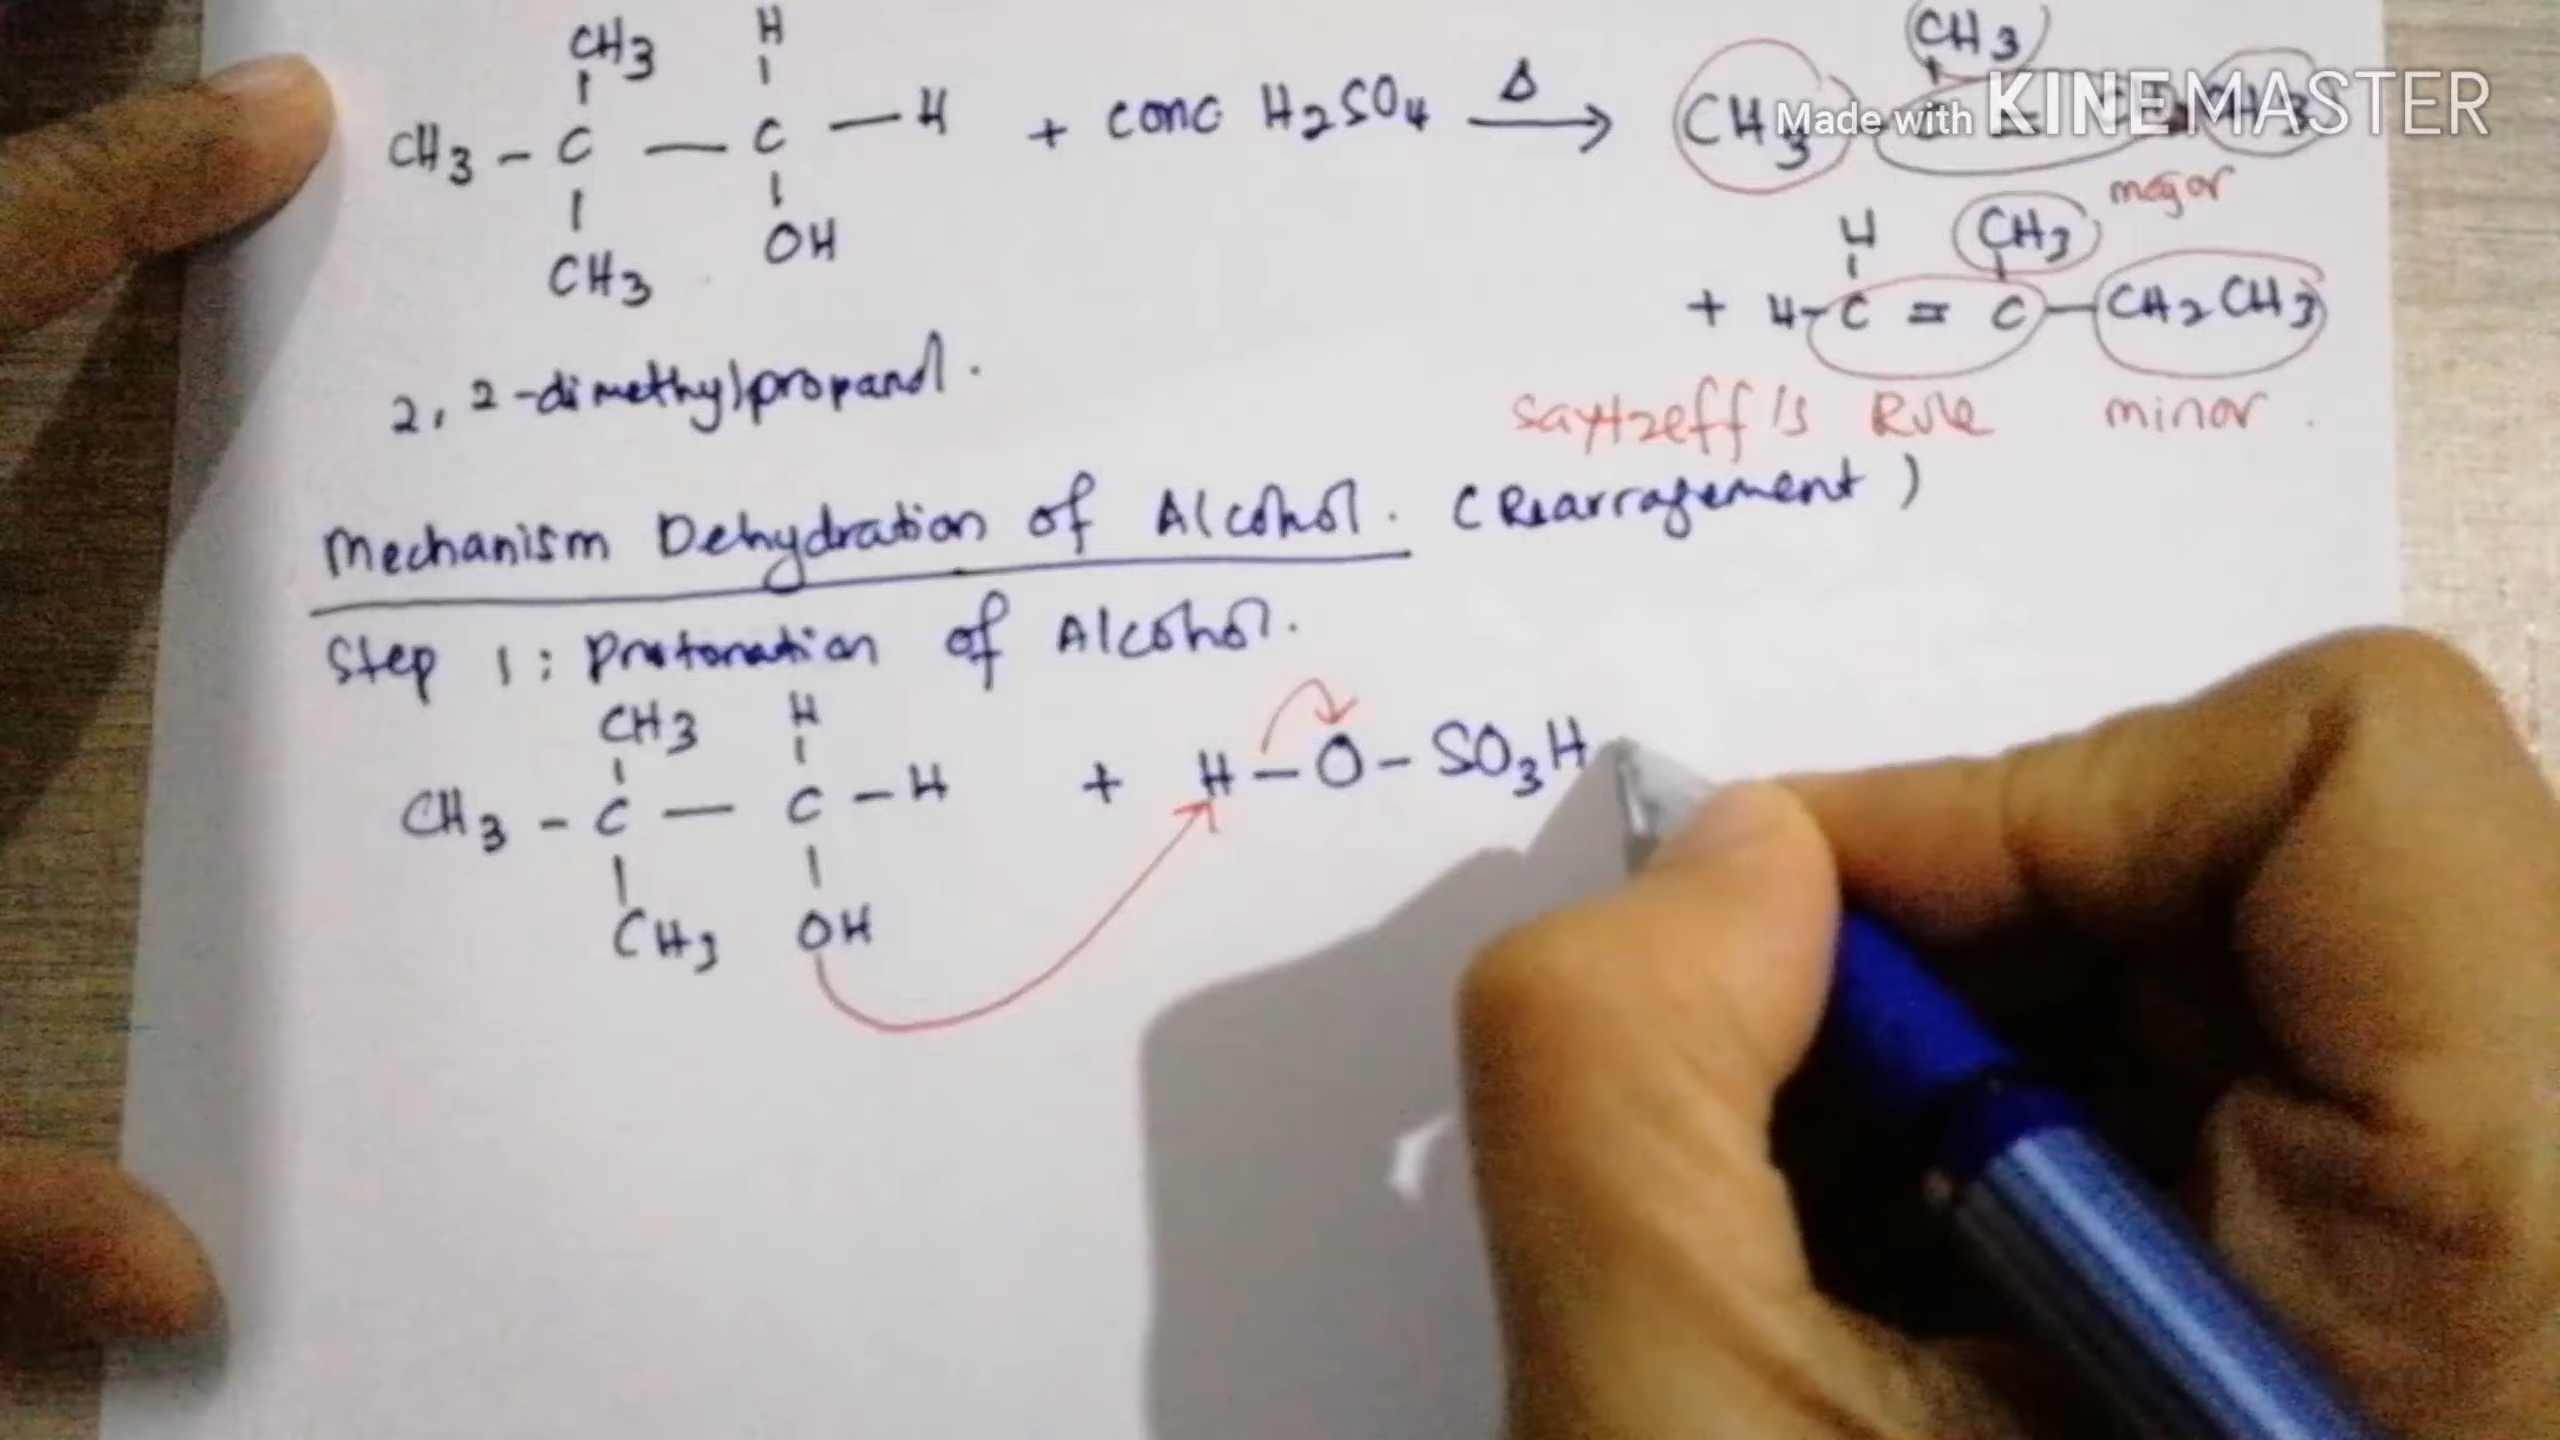 CH3 H CH3
CH3 - C — C — H + conc H2SO4 Δ → CH3
Made with KINEMASTER
CH3 OH
major
H CH3
+ H - C = C — CH2CH3
2, 2-dimethylpropanol.
saytzeff's Rule minor.
Mechanism Dehydration of Alcohol. (Rearragement)
Step 1: Protonation of Alcohol.
CH3 H
CH3 - C — C - H + H - O - SO3H
CH3 OH